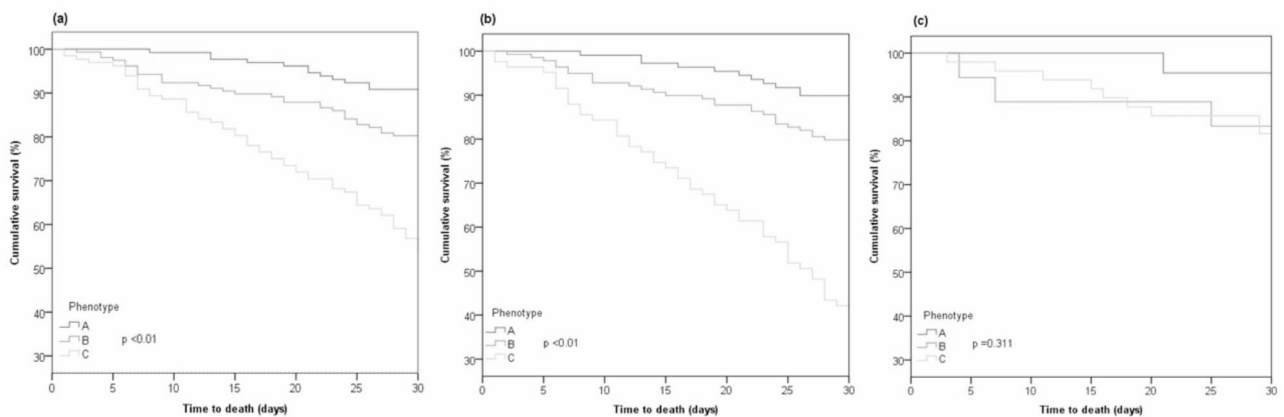 (a)
Cumulative survival (%)
100
90
80
70
60
50
40
30
Phenotype
A
B
C
p <0.01
0 5 10 15 20 25 30
Time to death (days)
(b)
Cumulative survival (%)
100
90
80
70
60
50
40
30
Phenotype
A
B
C
p <0.01
0 5 10 15 20 25 30
Time to death (days)
(c)
Cumulative survival (%)
100
90
80
70
60
50
40
30
Phenotype
A
B
C
p =0.311
0 5 10 15 20 25 30
Time to death (days)